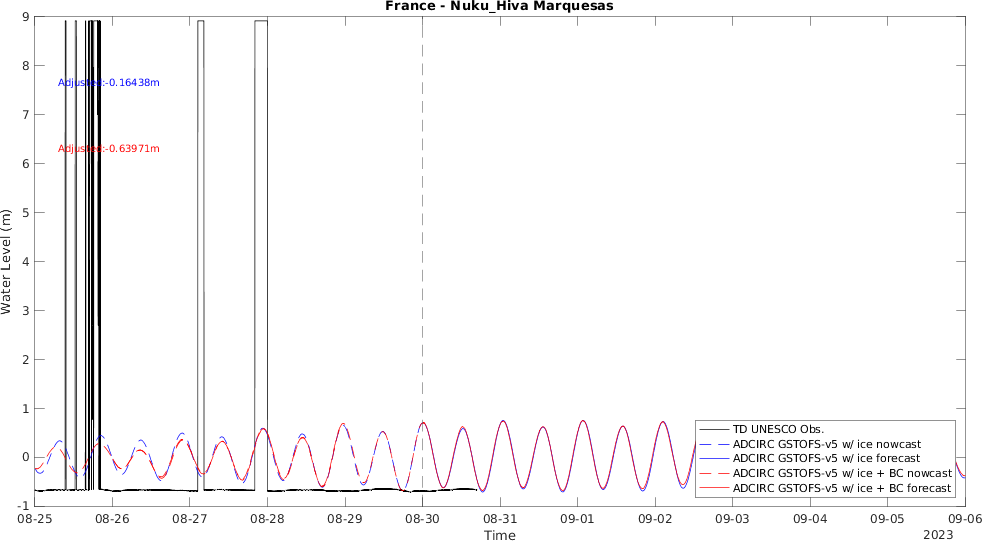 France - Nuku_Hiva Marquesas
9
8
7
6
5
4
3
2
1
0
-1
Water Level (m)
Adjusted:-0.16438m
Adjusted:-0.63971m
TD UNESCO Obs.
ADCIRC GSTOFS-v5 w/ ice nowcast
ADCIRC GSTOFS-v5 w/ ice forecast
ADCIRC GSTOFS-v5 w/ ice + BC nowcast
ADCIRC GSTOFS-v5 w/ ice + BC forecast
08-25 08-26 08-27 08-28 08-29 08-30 08-31 09-01 09-02 09-03 09-04 09-05 09-06
Time
2023